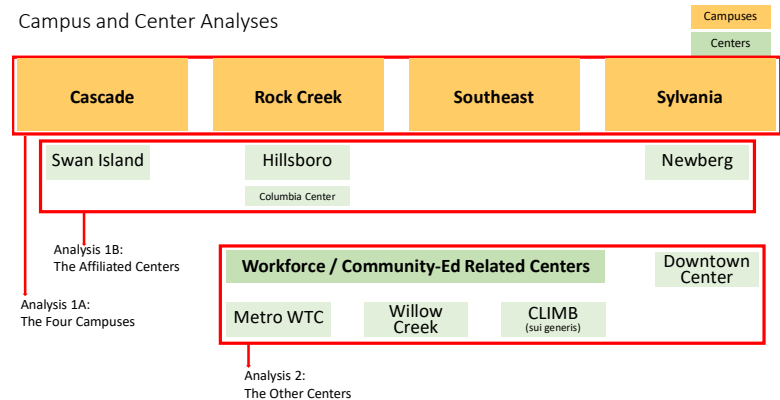 Campus and Center Analyses
Campuses
Centers
Cascade
Rock Creek
Southeast
Sylvania
Swan Island
Hillsboro
Newberg
Columbia Center
Analysis 1B:
The Affiliated Centers
Workforce / Community-Ed Related Centers
Downtown
Center
Analysis 1A:
The Four Campuses
Metro WTC
Willow
Creek
CLIMB
(sui generis)
Analysis 2:
The Other Centers